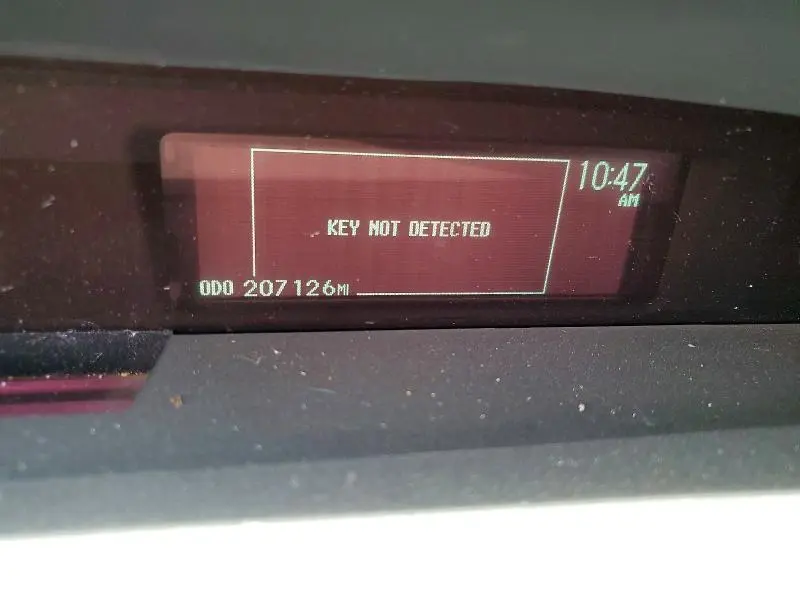 10:47
AM
KEY NOT DETECTED
ODO 207126MI